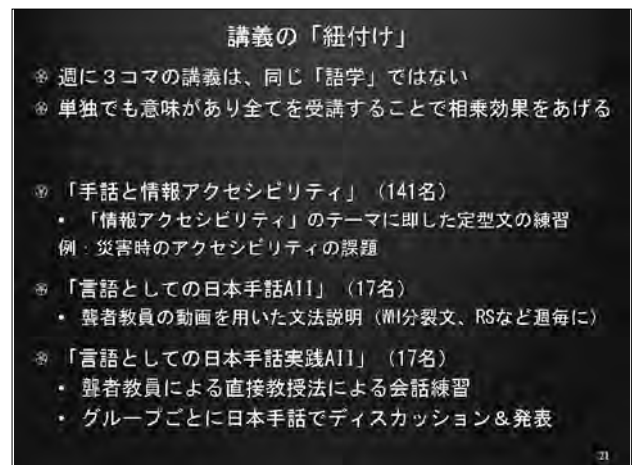 講義の「紐付け」
週に３コマの講義は、同じ「語学」ではない
単独でも意味があり全てを受講することで相乗効果をあげる
「手話と情報アクセシビリティ」（141名）
• 「情報アクセシビリティ」のテーマに即した定型文の練習
例・災害時のアクセシビリティの課題
「言語としての日本手話AII」（17名）
• 聾者教員の動画を用いた文法説明（WH分裂文、RSなど週毎に）
「言語としての日本手話実践AII」（17名）
• 聾者教員による直接教授法による会話練習
• グループごとに日本手話でディスカッション＆発表
21